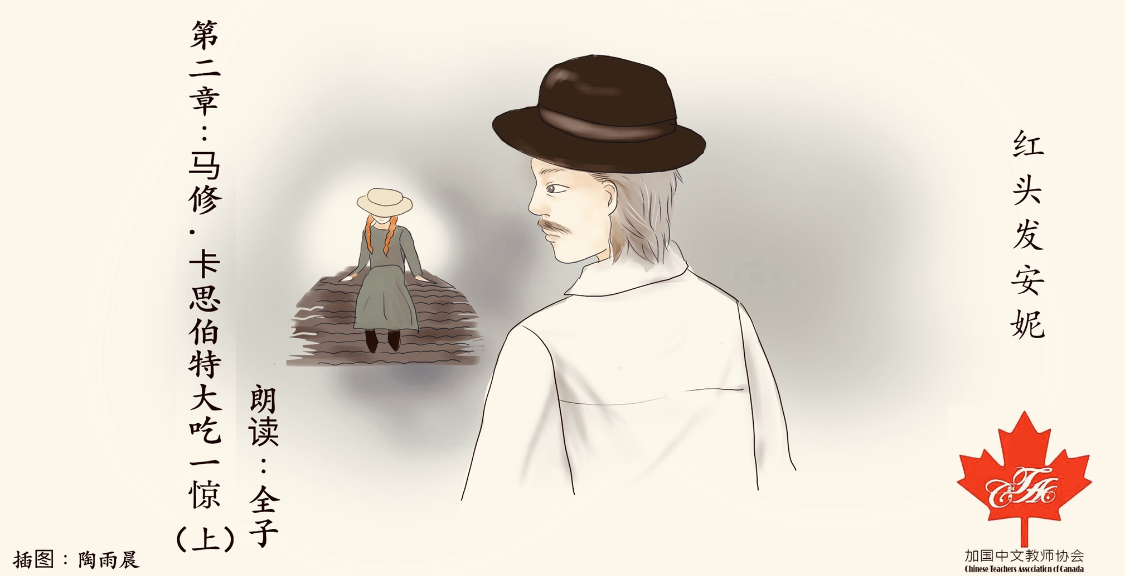 红头发安妮
第二章：马修．卡思伯特大吃一惊（上）
朗读：全子
插图：陶雨晨
CTAC
加国中文教师协会
Chinese Teachers Association of Canada